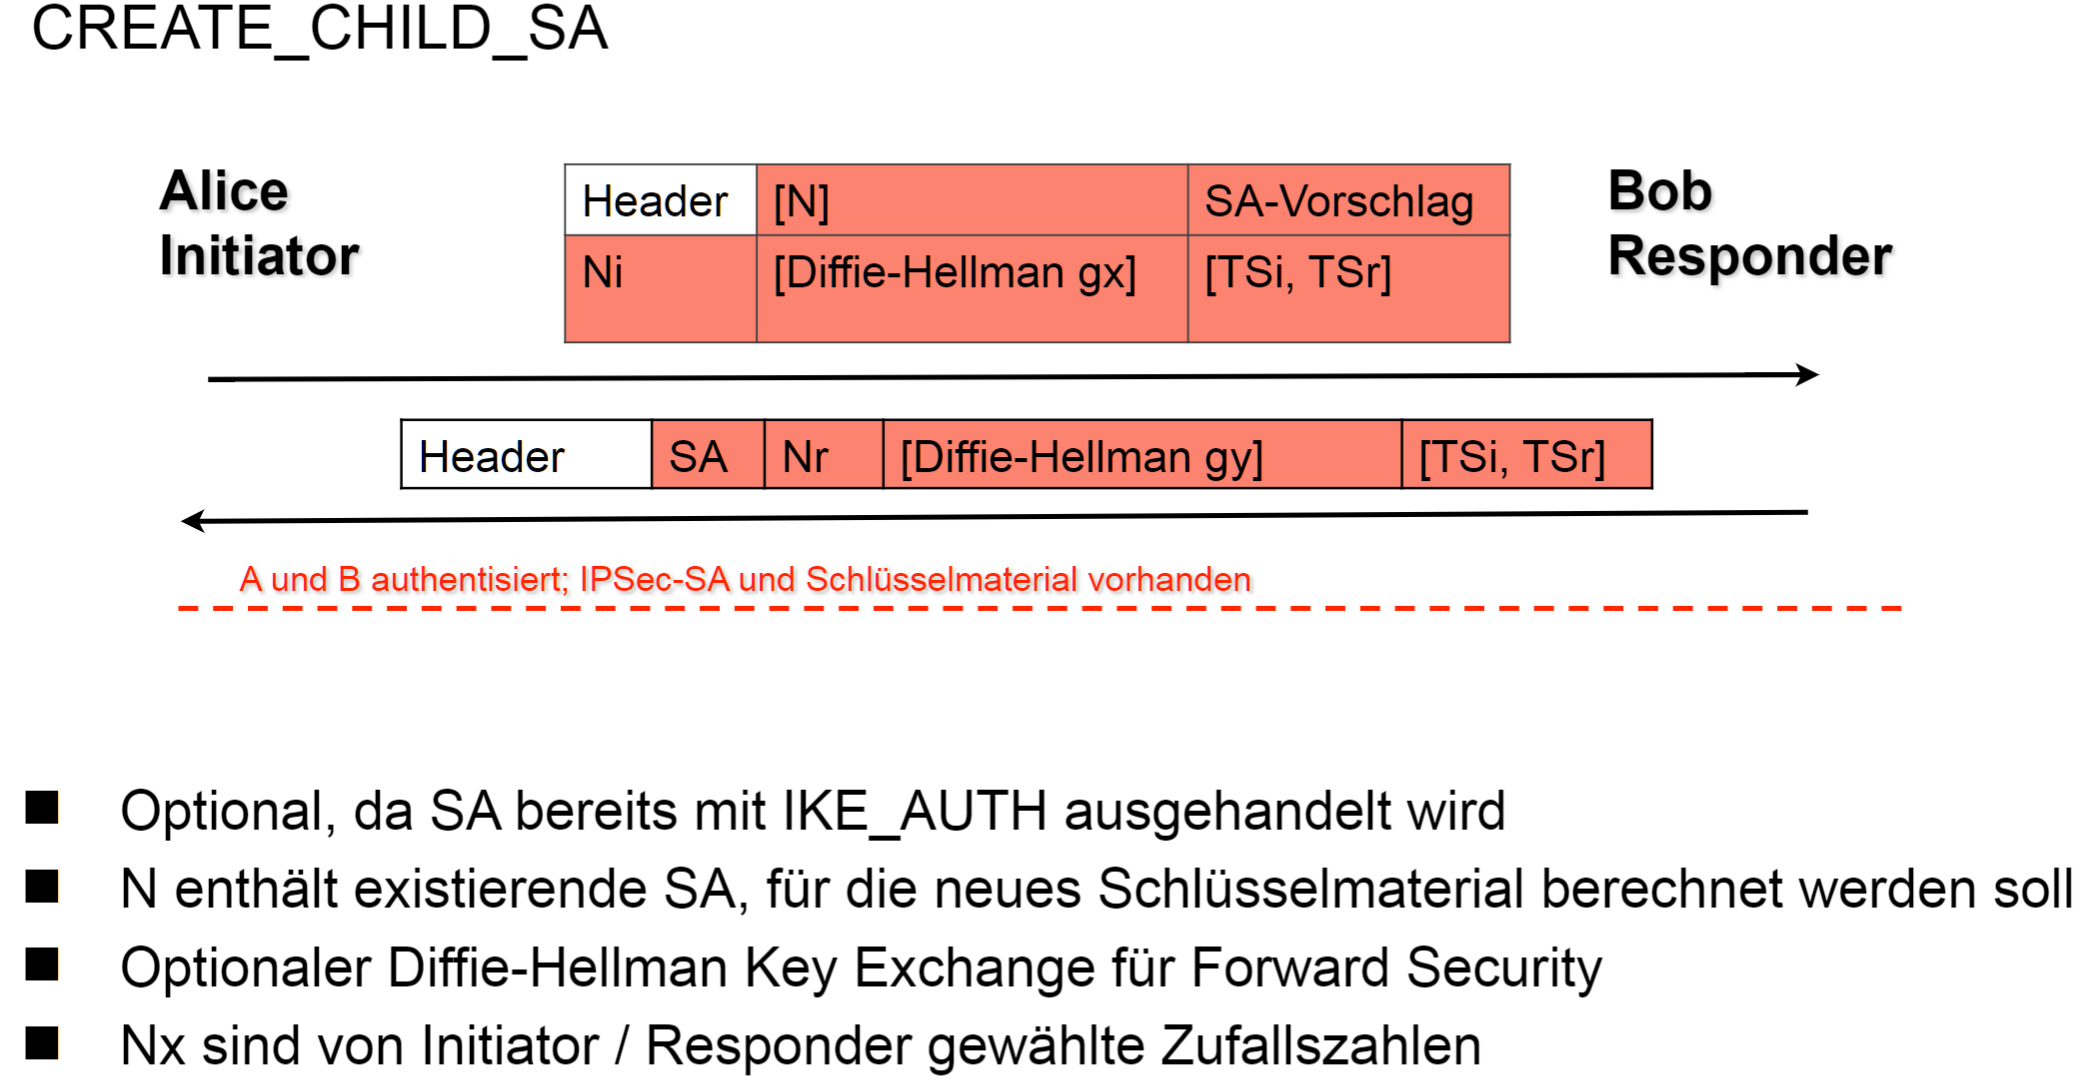 CREATE_CHILD_SA
Alice
Initiator
Header [N] SA-Vorschlag
Ni [Diffie-Hellman gx] [TSi, TSr]
Bob
Responder
Header SA Nr [Diffie-Hellman gy] [TSi, TSr]
A und B authentisiert; IPSec-SA und Schlüsselmaterial vorhanden
Optional, da SA bereits mit IKE_AUTH ausgehandelt wird
N enthält existierende SA, für die neues Schlüsselmaterial berechnet werden soll
Optionaler Diffie-Hellman Key Exchange für Forward Security
Nx sind von Initiator / Responder gewählte Zufallszahlen